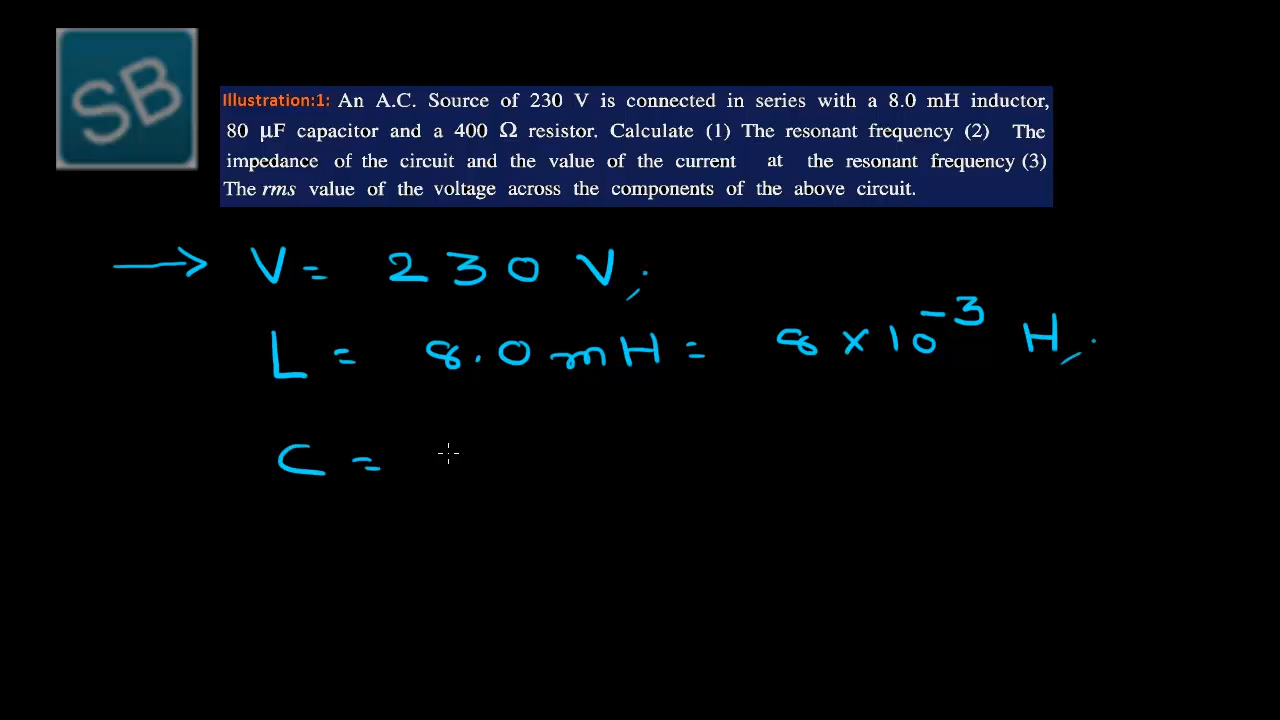 SB
Illustration:1: An A.C. Source of 230 V is connected in series with a 8.0 mH inductor,
80 μF capacitor and a 400 Ω resistor. Calculate (1) The resonant frequency (2) The
impedance of the circuit and the value of the current at the resonant frequency (3)
The rms value of the voltage across the components of the above circuit.
→ V = 230 V;
L = 8.0 mH = 8 × 10⁻³ H;
C =